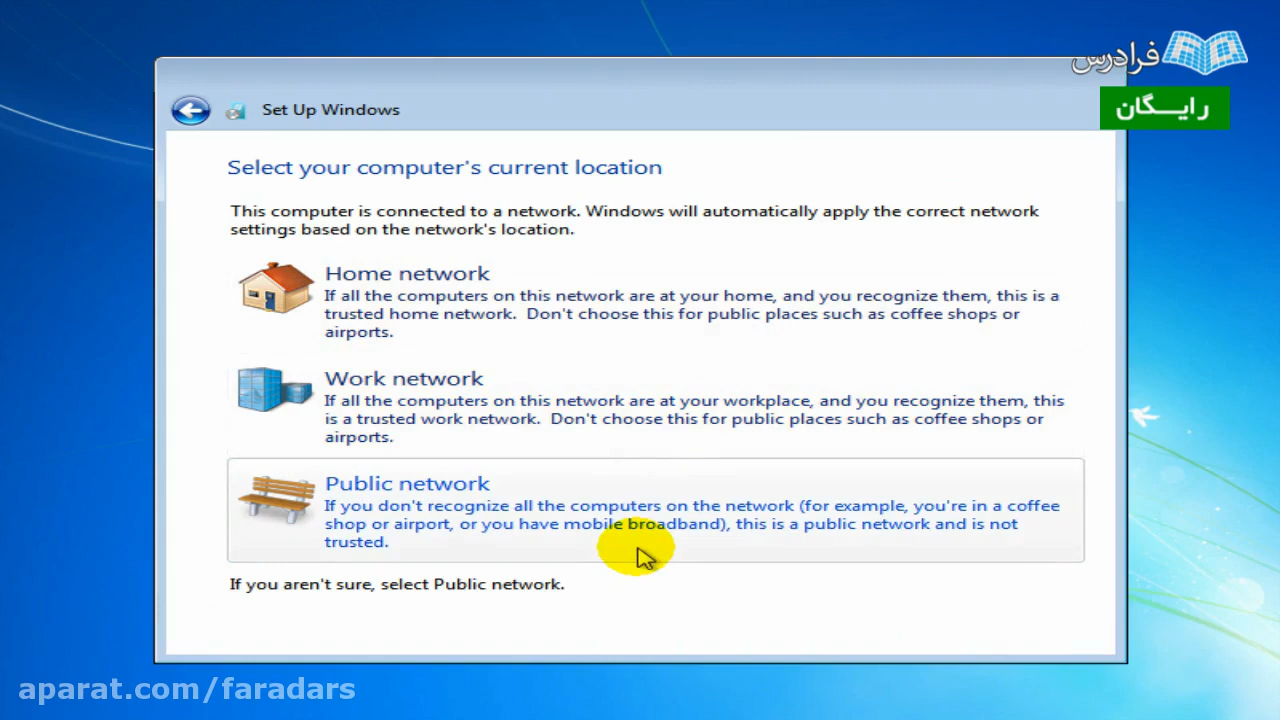 فرادرس
رایـــگان
Set Up Windows
Select your computer's current location
This computer is connected to a network. Windows will automatically apply the correct network
settings based on the network's location.
Home network
If all the computers on this network are at your home, and you recognize them, this is a
trusted home network.  Don't choose this for public places such as coffee shops or
airports.
Work network
If all the computers on this network are at your workplace, and you recognize them, this
is a trusted work network.  Don't choose this for public places such as coffee shops or
airports.
Public network
If you don't recognize all the computers on the network (for example, you're in a coffee
shop or airport, or you have mobile broadband), this is a public network and is not
trusted.
If you aren't sure, select Public network.
aparat.com/faradars